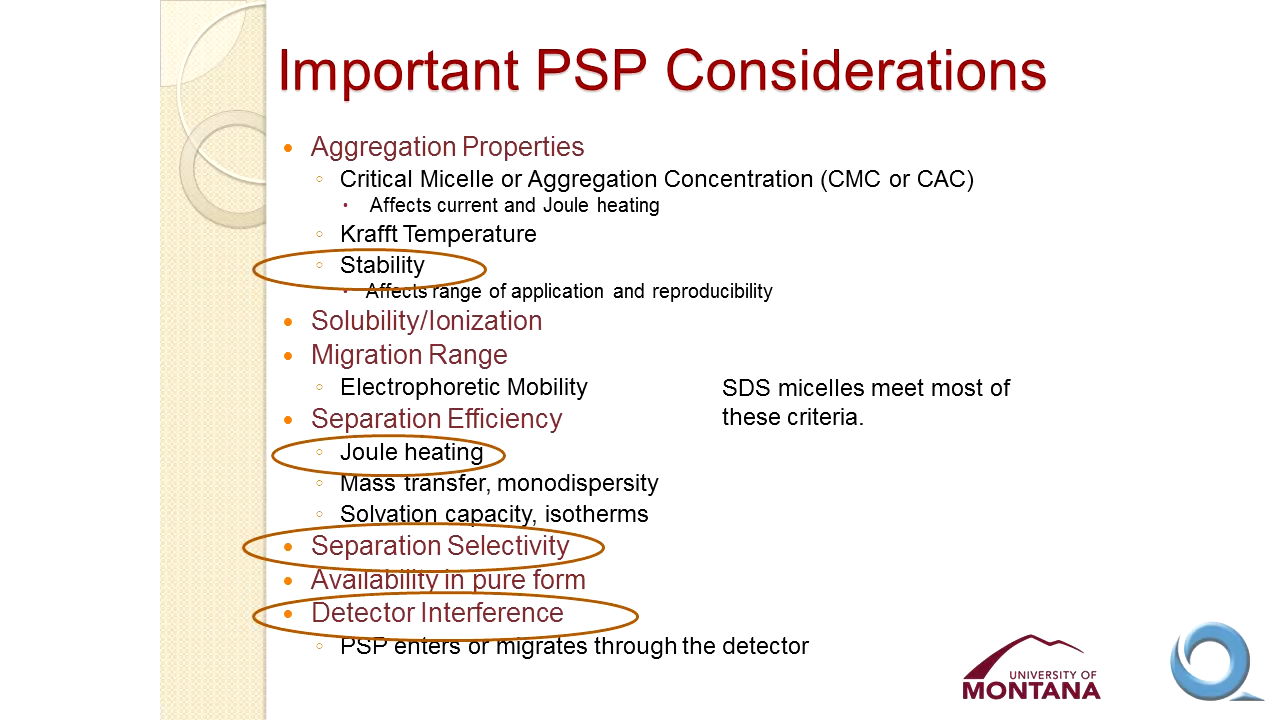 Important PSP Considerations
Aggregation Properties
Critical Micelle or Aggregation Concentration (CMC or CAC)
Affects current and Joule heating
Krafft Temperature
Stability
Affects range of application and reproducibility
Solubility/Ionization
Migration Range
Electrophoretic Mobility
SDS micelles meet most of
these criteria.
Separation Efficiency
Joule heating
Mass transfer, monodispersity
Solvation capacity, isotherms
Separation Selectivity
Availability in pure form
Detector Interference
PSP enters or migrates through the detector
UNIVERSITY OF
MONTANA